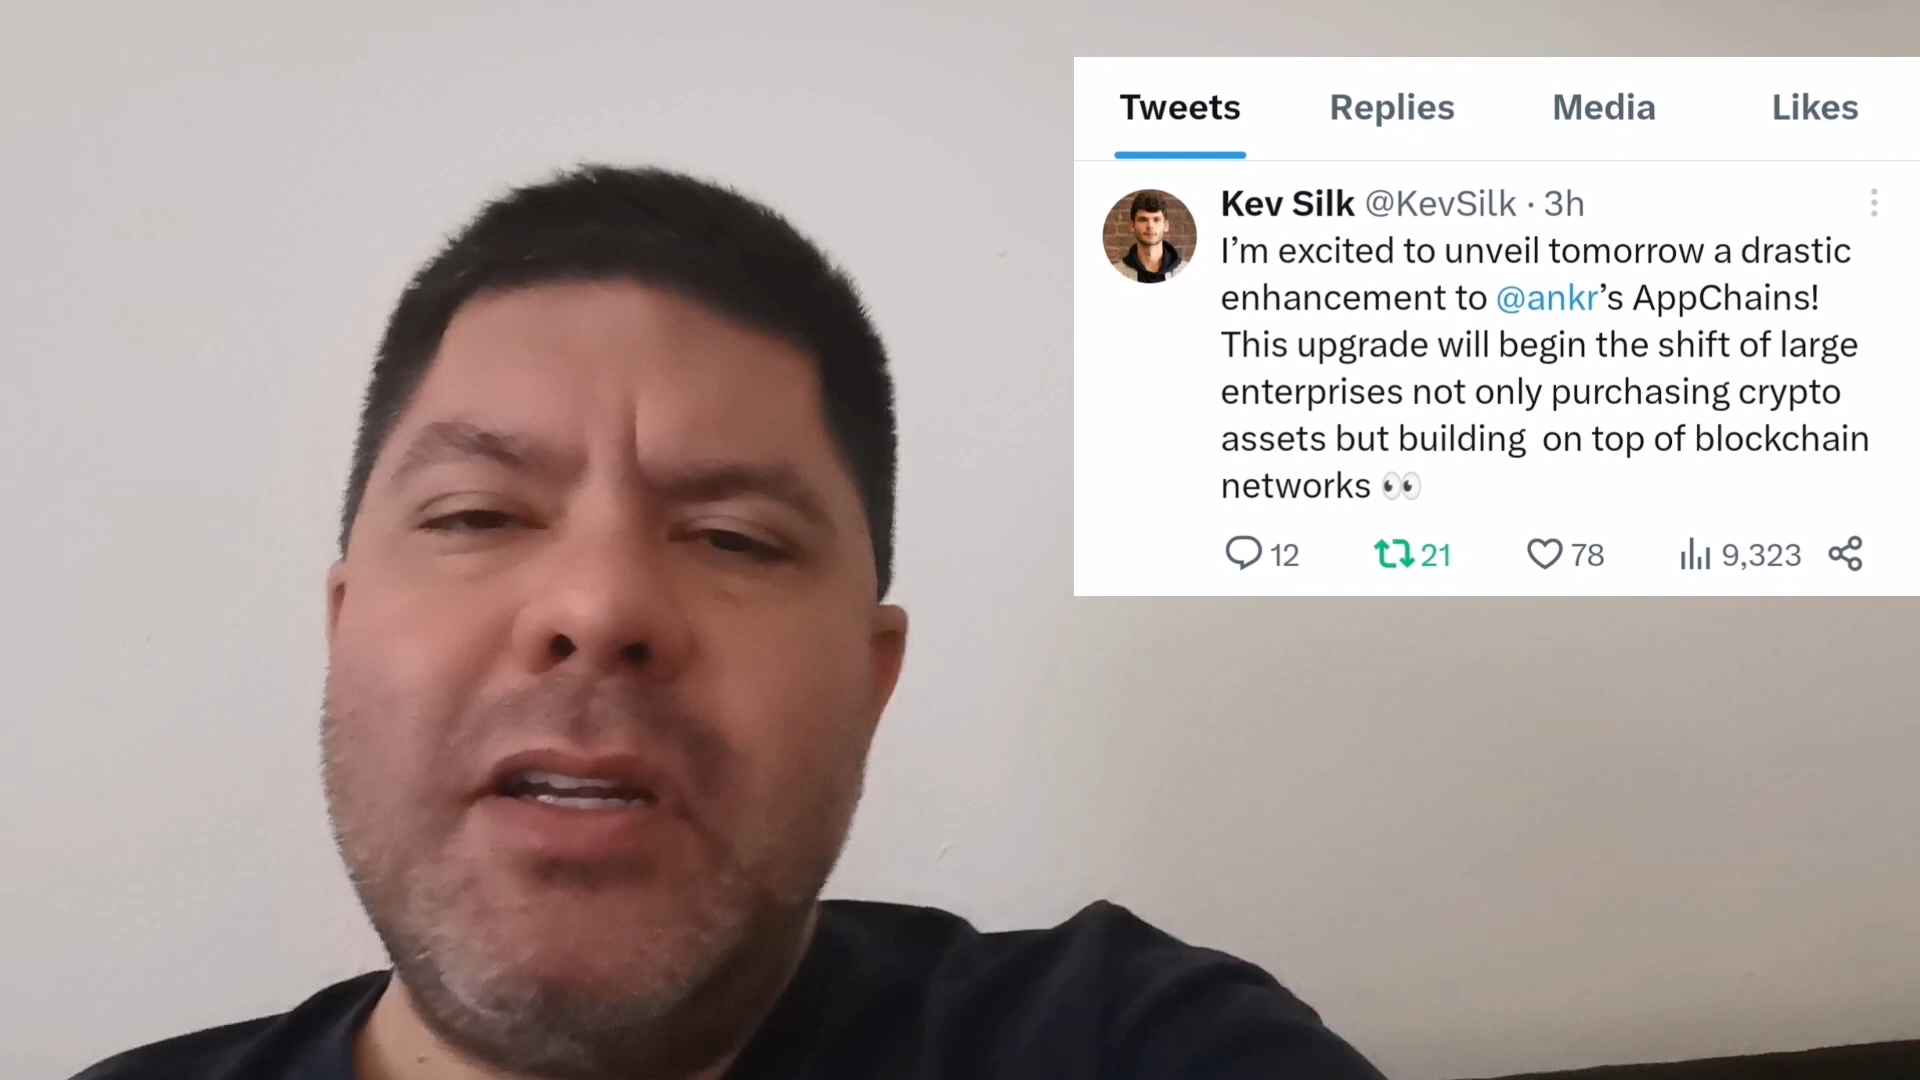 Tweets Replies Media Likes
Kev Silk @KevSilk · 3h
I’m excited to unveil tomorrow a drastic
enhancement to @ankr’s AppChains!
This upgrade will begin the shift of large
enterprises not only purchasing crypto
assets but building  on top of blockchain
networks 👀
12 21 78 9,323